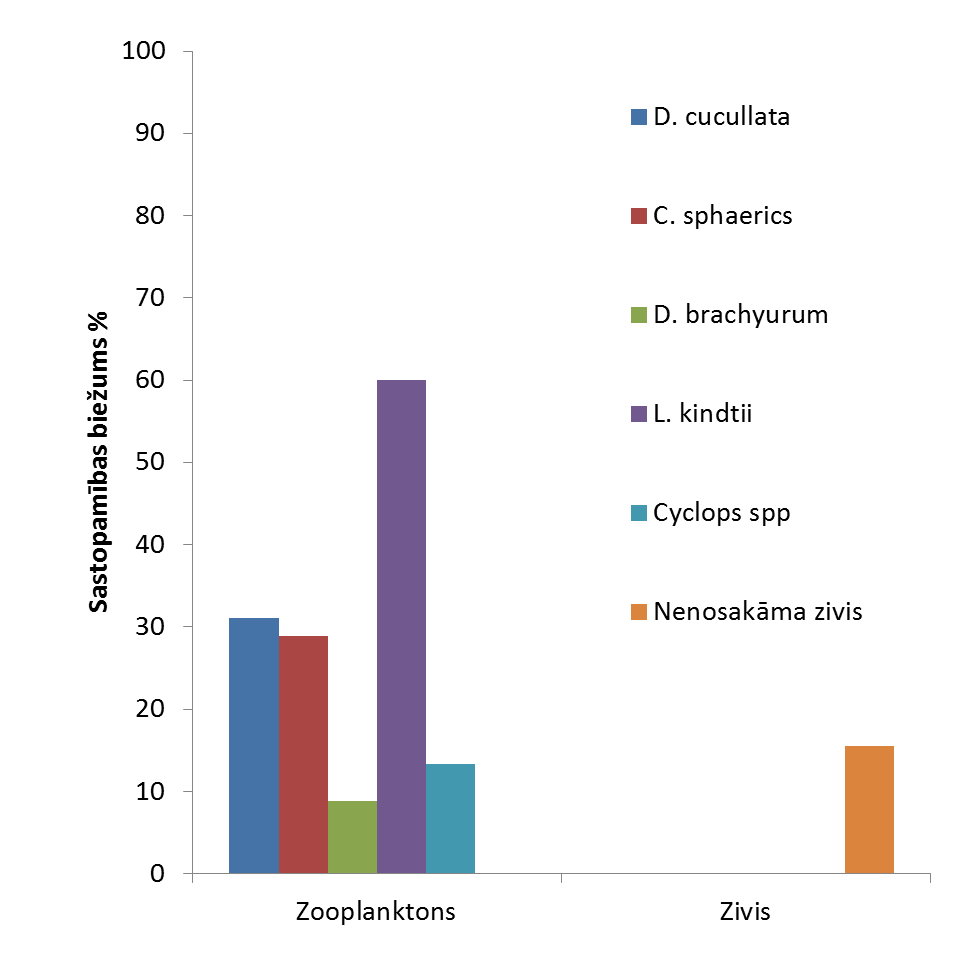 100
90
80
70
60
50
40
30
20
10
0
Sastopamības biežums %
Zooplanktons
Zivis
D. cucullata
C. sphaerics
D. brachyurum
L. kindtii
Cyclops spp
Nenosakāma zivis